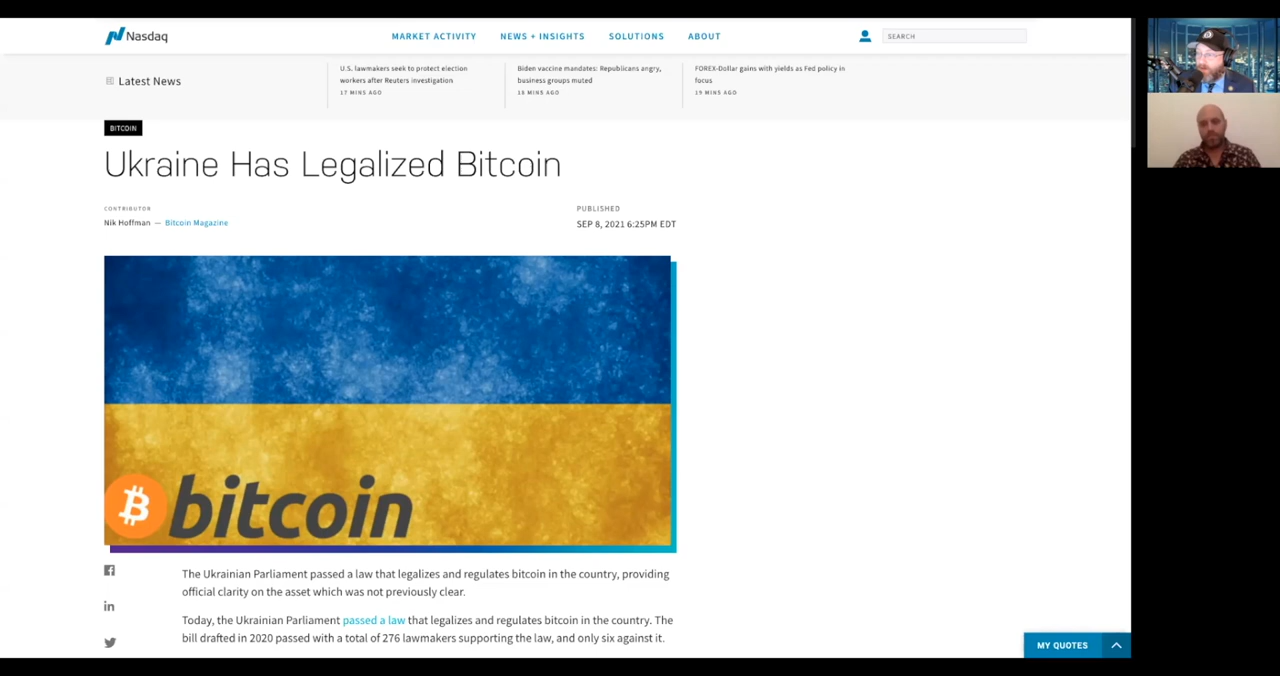 Nasdaq
MARKET ACTIVITY
NEWS + INSIGHTS
SOLUTIONS
ABOUT
SEARCH
Latest News
U.S. lawmakers seek to protect election
workers after Reuters investigation
17 MINS AGO
Biden vaccine mandates: Republicans angry,
business groups muted
18 MINS AGO
FOREX-Dollar gains with yields as Fed policy in
focus
19 MINS AGO
BITCOIN
Ukraine Has Legalized Bitcoin
CONTRIBUTOR
Nik Hoffman — Bitcoin Magazine
PUBLISHED
SEP 8, 2021 6:25PM EDT
bitcoin
The Ukrainian Parliament passed a law that legalizes and regulates bitcoin in the country, providing
official clarity on the asset which was not previously clear.
Today, the Ukrainian Parliament passed a law that legalizes and regulates bitcoin in the country. The
bill drafted in 2020 passed with a total of 276 lawmakers supporting the law, and only six against it.
MY QUOTES